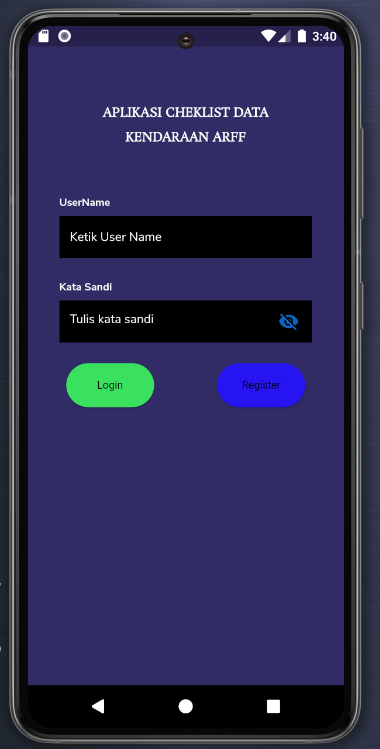 3:40
APLIKASI CHEKLIST DATA
KENDARAAN ARFF
UserName
Ketik User Name
Kata Sandi
Tulis kata sandi
Login
Register